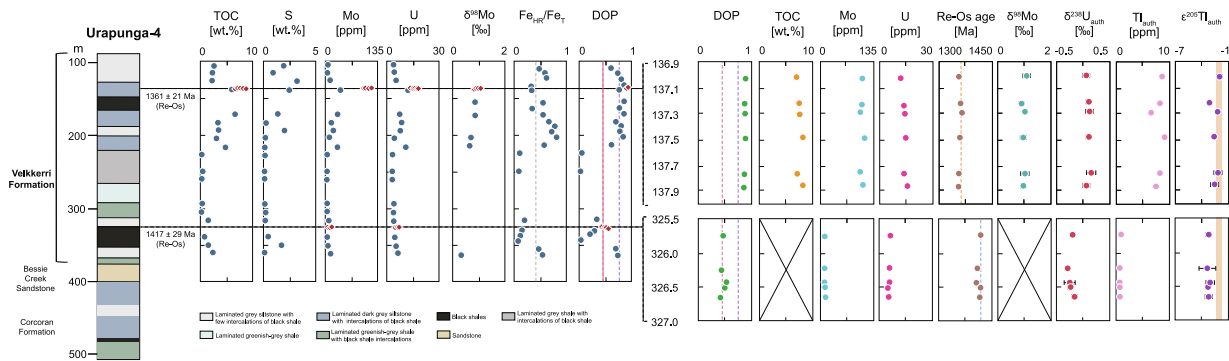 Urapunga-4
TOC
[wt.%]
S
[wt.%]
Mo
[ppm]
U
[ppm]
δ⁹⁸Mo
[‰]
Fe_HR/Fe_T
DOP
0 10
0 5
0 135
0 30
0 2
0 1
0 1
m
100
200
300
400
500
1361 ± 21 Ma
(Re-Os)
1417 ± 29 Ma
(Re-Os)
Velkkerri
Formation
Bessie
Creek
Sandstone
Corcoran
Formation
Laminated grey siltstone with
few intercalations of black shale
Laminated dark grey siltstone
with intercalations of black shale
Black shales
Laminated grey shale with
intercalations of black shale
Laminated greenish-grey shale
Laminated greenish-grey shale
with black shale intercalations
Sandstone
DOP
TOC
[wt.%]
Mo
[ppm]
U
[ppm]
Re-Os age
[Ma]
δ⁹⁸Mo
[‰]
δ²³⁸U_auth
[‰]
Tl_auth
[ppm]
ε²⁰⁵Tl_auth
0 1
0 10
0 135
0 30
1300 1450
0 2
-0.5 0.5
0 10
-7 -1
136.9
137.1
137.3
137.5
137.7
137.9
325.5
326.0
326.5
327.0